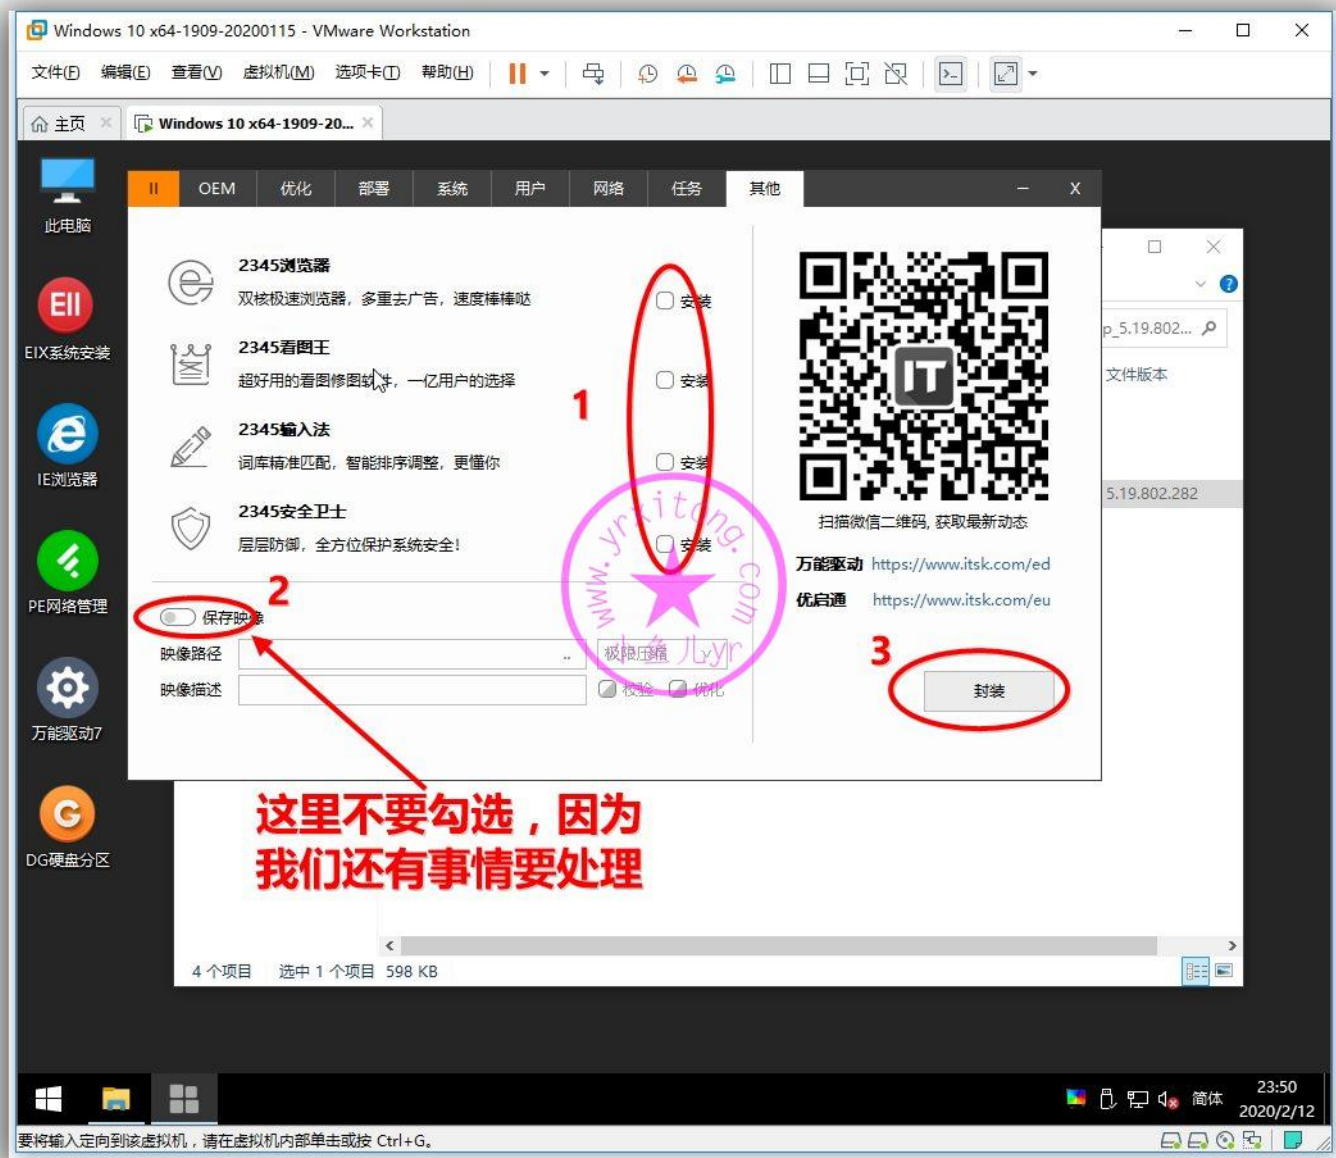 Windows 10 x64-1909-20200115 - VMware Workstation
文件(F) 编辑(E) 查看(V) 虚拟机(M) 选项卡(T) 帮助(H)
主页 Windows 10 x64-1909-20...
此电脑
EII
EIX系统安装
IE浏览器
PE网络管理
万能驱动7
G
DG硬盘分区
II OEM 优化 部署 系统 用户 网络 任务 其他 X
2345浏览器
双核极速浏览器，多重去广告，速度棒棒哒
安装
2345看图王
超好用的看图修图软件，一亿用户的选择
安装
1
2345输入法
词库精准匹配，智能排序调整，更懂你
安装
2345安全卫士
层层防御，全方位保护系统安全!
安装
2
保存映像
映像路径 .. 极限压缩
映像描述 校验 优化
www.yrxitong.com
小鱼儿yr
IT
扫描微信二维码, 获取最新动态
万能驱动 https://www.itsk.com/ed
优启通 https://www.itsk.com/eu
3
封装
p_5.19.802...
文件版本
5.19.802.282
这里不要勾选，因为
我们还有事情要处理
4 个项目 选中 1 个项目 598 KB
简体
23:50
2020/2/12
要将输入定向到该虚拟机，请在虚拟机内部单击或按 Ctrl+G。